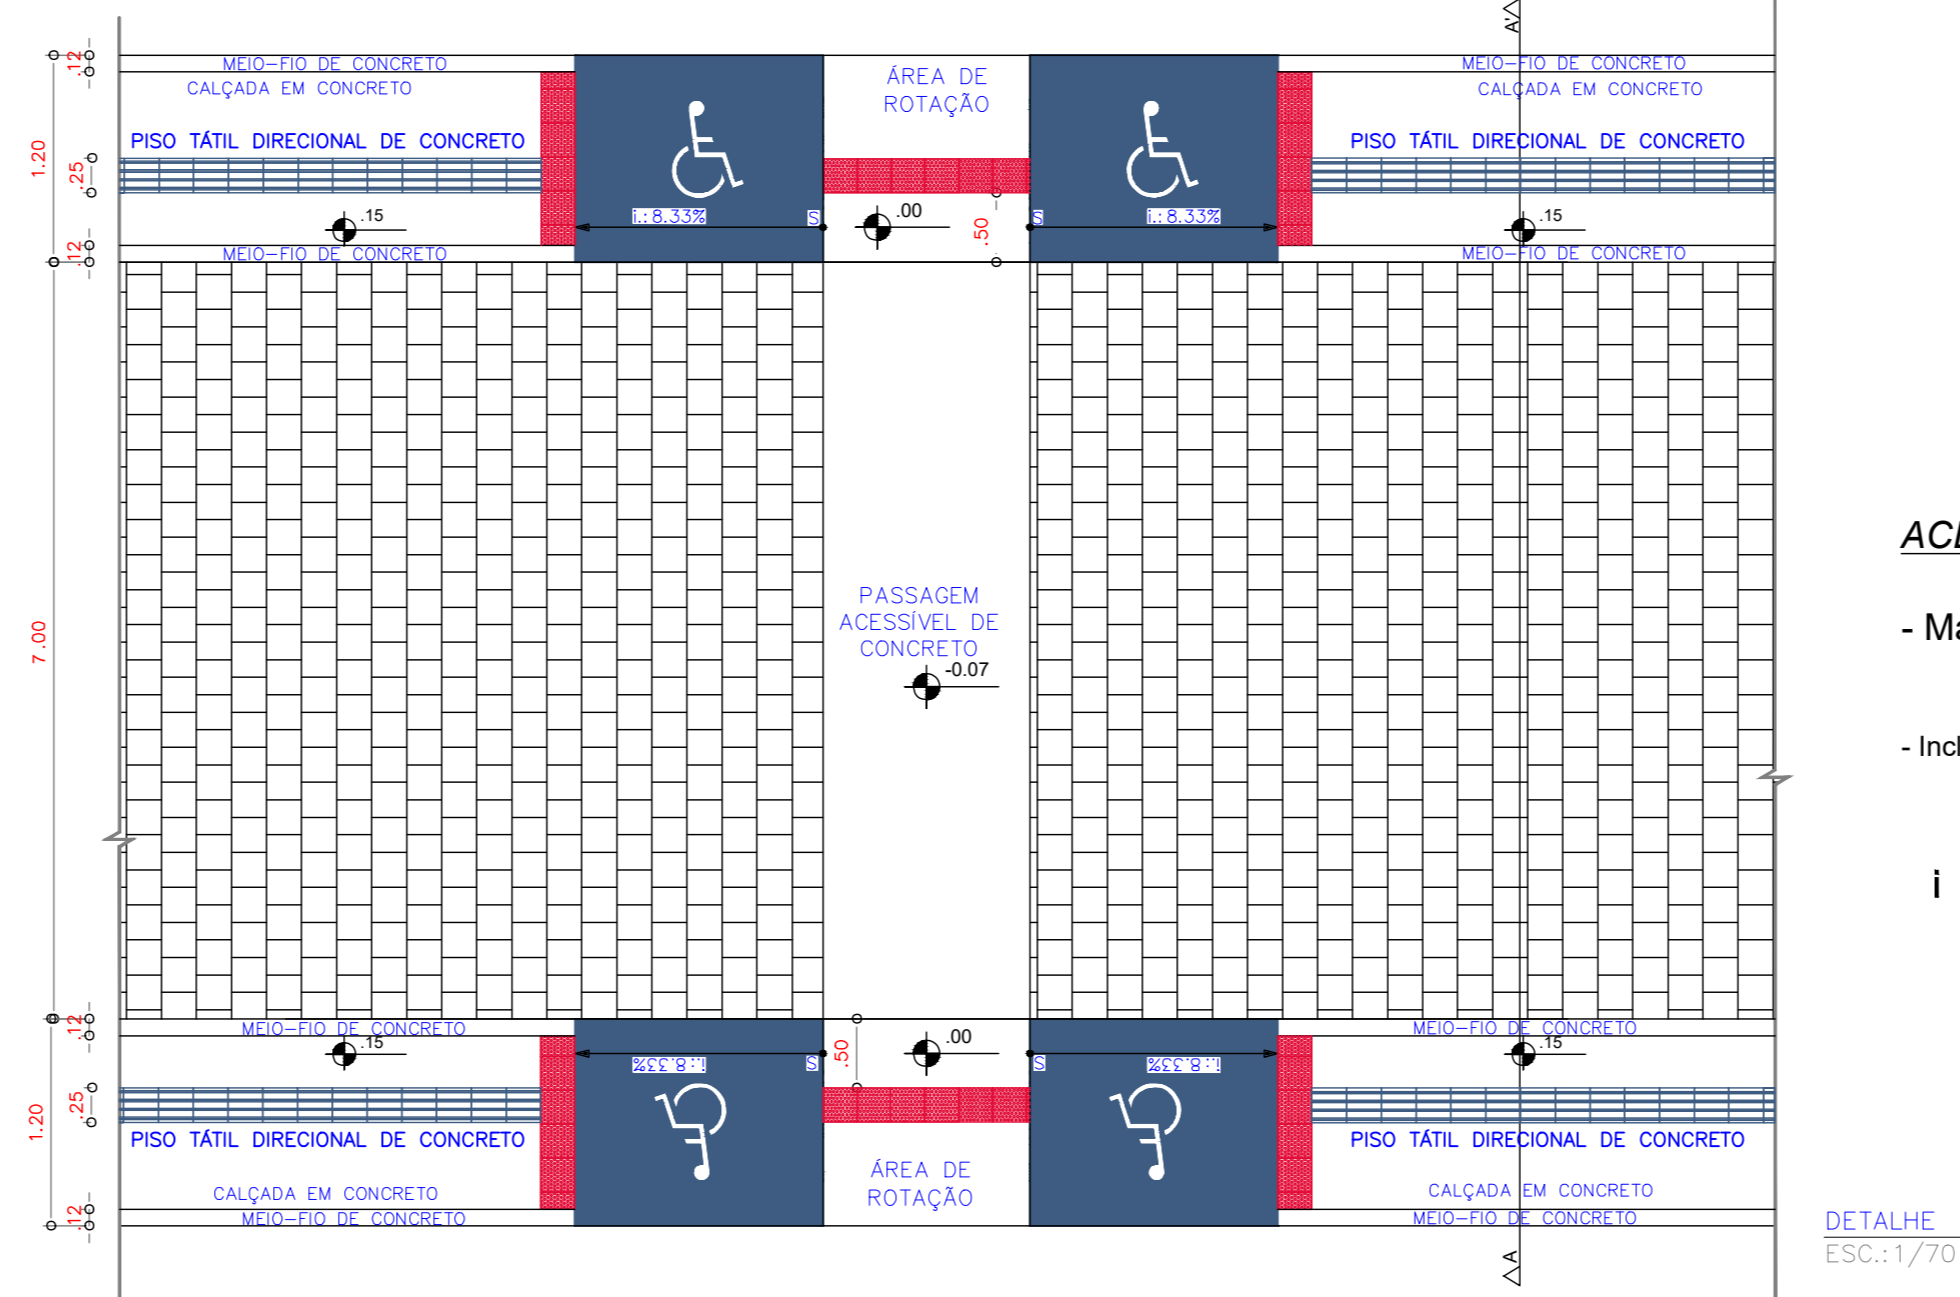 A'
.12
MEIO-FIO DE CONCRETO
CALÇADA EM CONCRETO
ÁREA DE
ROTAÇÃO
MEIO-FIO DE CONCRETO
CALÇADA EM CONCRETO
1.20
.25
PISO TÁTIL DIRECIONAL DE CONCRETO
PISO TÁTIL DIRECIONAL DE CONCRETO
.15
i.:8.33%
S
.00
.50
S
i.:8.33%
.15
.12
MEIO-FIO DE CONCRETO
MEIO-FIO DE CONCRETO
7.00
PASSAGEM
ACESSÍVEL DE
CONCRETO
-0.07
- Incl
i
.12
MEIO-FIO DE CONCRETO
MEIO-FIO DE CONCRETO
.15
i.:8.33%
S
.50
.00
S
i.:8.33%
.15
1.20
.25
PISO TÁTIL DIRECIONAL DE CONCRETO
PISO TÁTIL DIRECIONAL DE CONCRETO
ÁREA DE
ROTAÇÃO
CALÇADA EM CONCRETO
CALÇADA EM CONCRETO
.12
MEIO-FIO DE CONCRETO
MEIO-FIO DE CONCRETO
A
DETALHE
ESC.:1/70